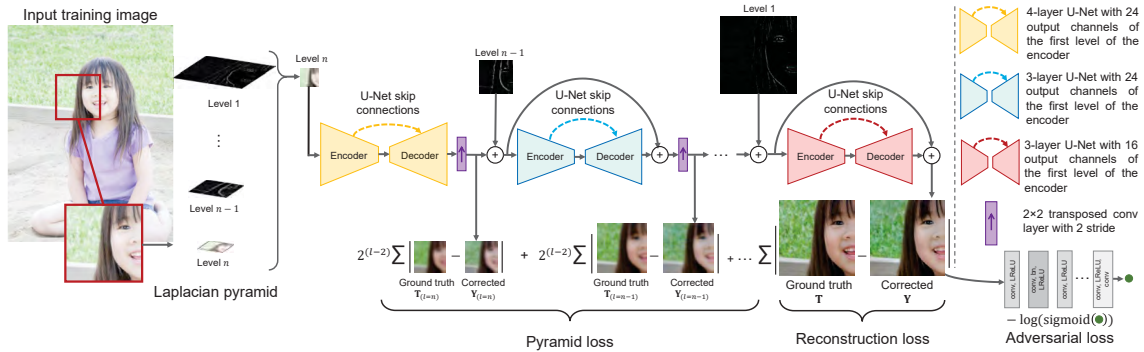 Input training image
Level 1
⋮
Level n−1
Level n
Laplacian pyramid
Level n
U-Net skip
connections
Encoder
Decoder
Level n − 1
U-Net skip
connections
Encoder
Decoder
...
Level 1
U-Net skip
connections
Encoder
Decoder
2^(l−2) ∑ | − | + 2^(l−2) ∑ | − | + ... ∑ | − |
Ground truth
T(l=n)
Corrected
Y(l=n)
Ground truth
T(l=n−1)
Corrected
Y(l=n−1)
Ground truth
T
Corrected
Y
Pyramid loss
Reconstruction loss
4-layer U-Net with 24
output channels of
the first level of the
encoder
3-layer U-Net with 24
output channels of
the first level of the
encoder
3-layer U-Net with 16
output channels of
the first level of the
encoder
2×2 transposed conv
layer with 2 stride
conv, LReLU
conv, bn,
LReLU
conv, LReLU
...
conv, LReLU,
conv
− log(sigmoid(●))
Adversarial loss